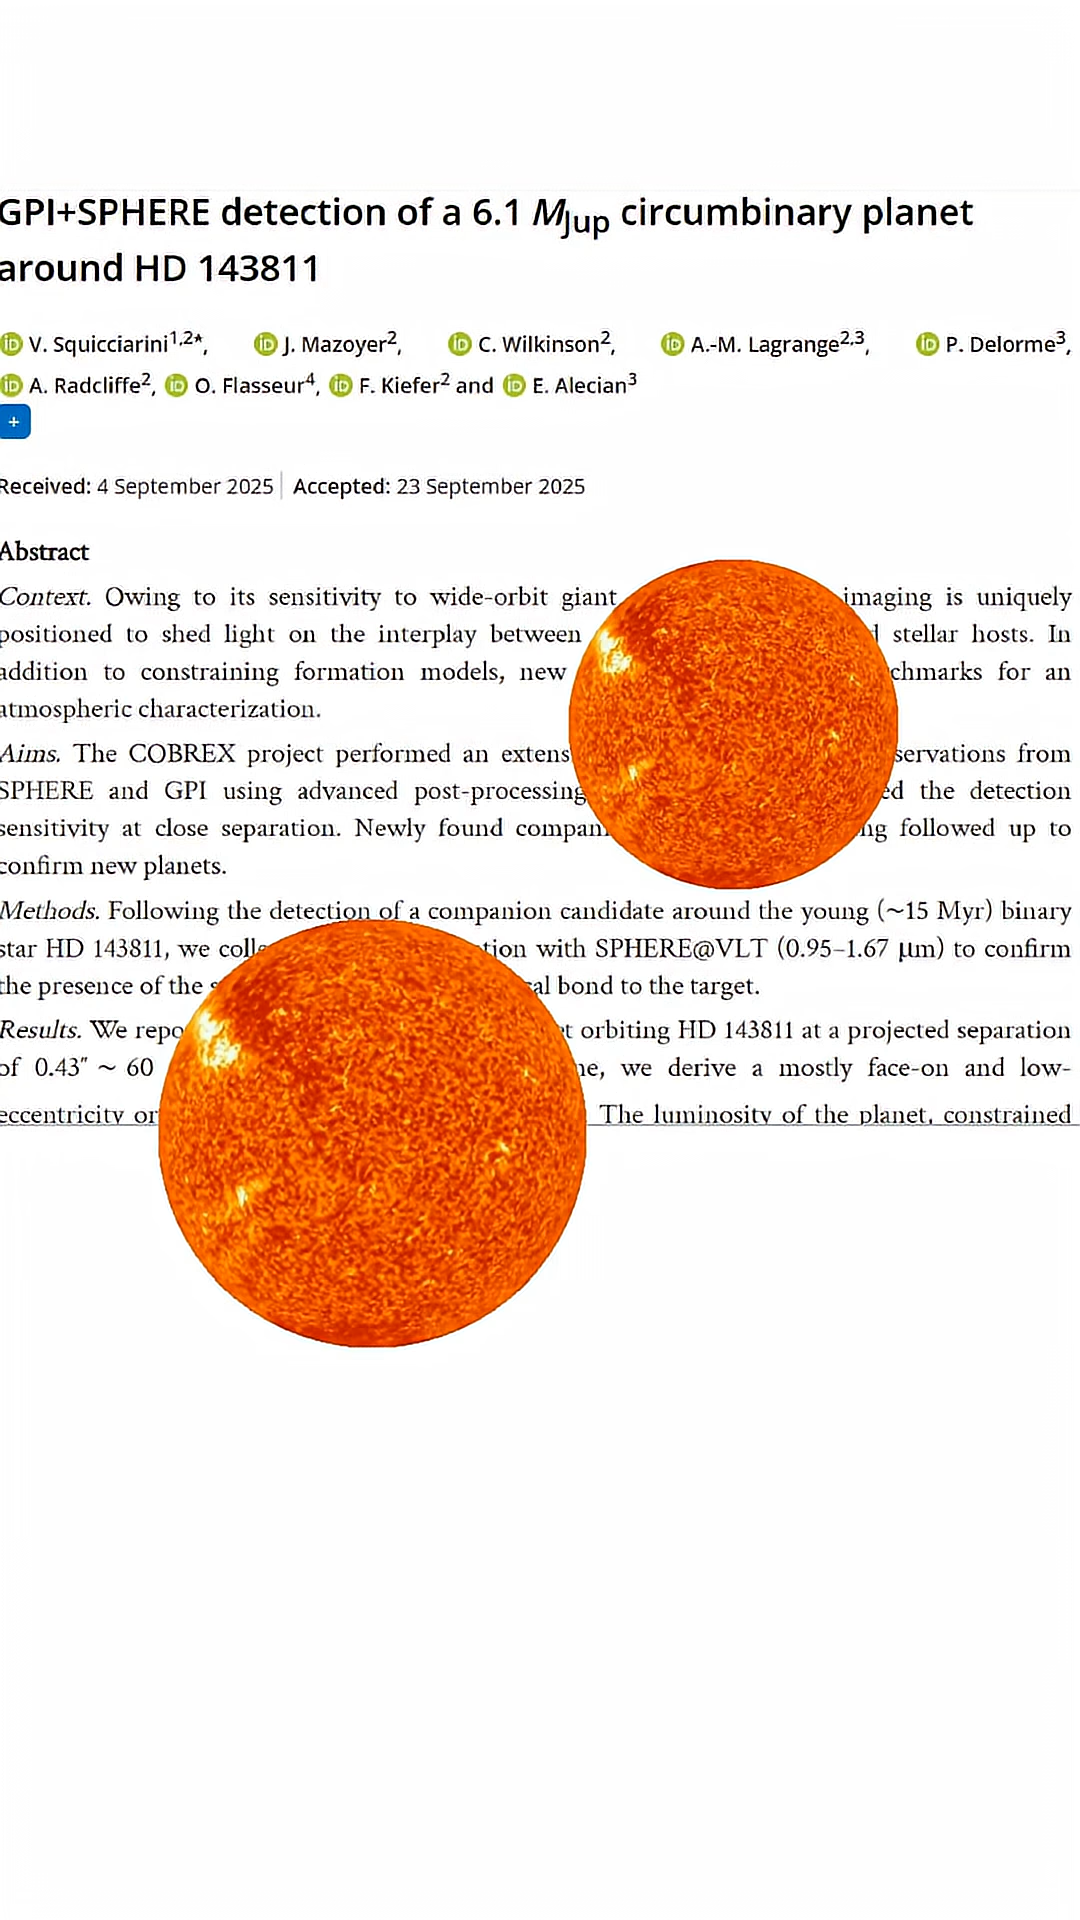 GPI+SPHERE detection of a 6.1 MJup circumbinary planet
around HD 143811
V. Squicciarini1,2*, J. Mazoyer2, C. Wilkinson2, A.-M. Lagrange2,3, P. Delorme3,
A. Radcliffe2, O. Flasseur4, F. Kiefer2 and E. Alecian3
+
Received: 4 September 2025 | Accepted: 23 September 2025
Abstract
Context. Owing to its sensitivity to wide-orbit giant imaging is uniquely
positioned to shed light on the interplay between stellar hosts. In
addition to constraining formation models, new for an
atmospheric characterization.
Aims. The COBREX project performed an from
SPHERE and GPI using advanced post-processing the detection
sensitivity at close separation. Newly found followed up to
confirm new planets.
Methods. Following the detection of a companion candidate around the young (~15 Myr) binary
star HD 143811, we with SPHERE@VLT (0.95–1.67 μm) to confirm
the presence of the bond to the target.
Results. We orbiting HD 143811 at a projected separation
of 0.43″ ~ 60 we derive a mostly face-on and low-
eccentricity The luminosity of the planet, constrained